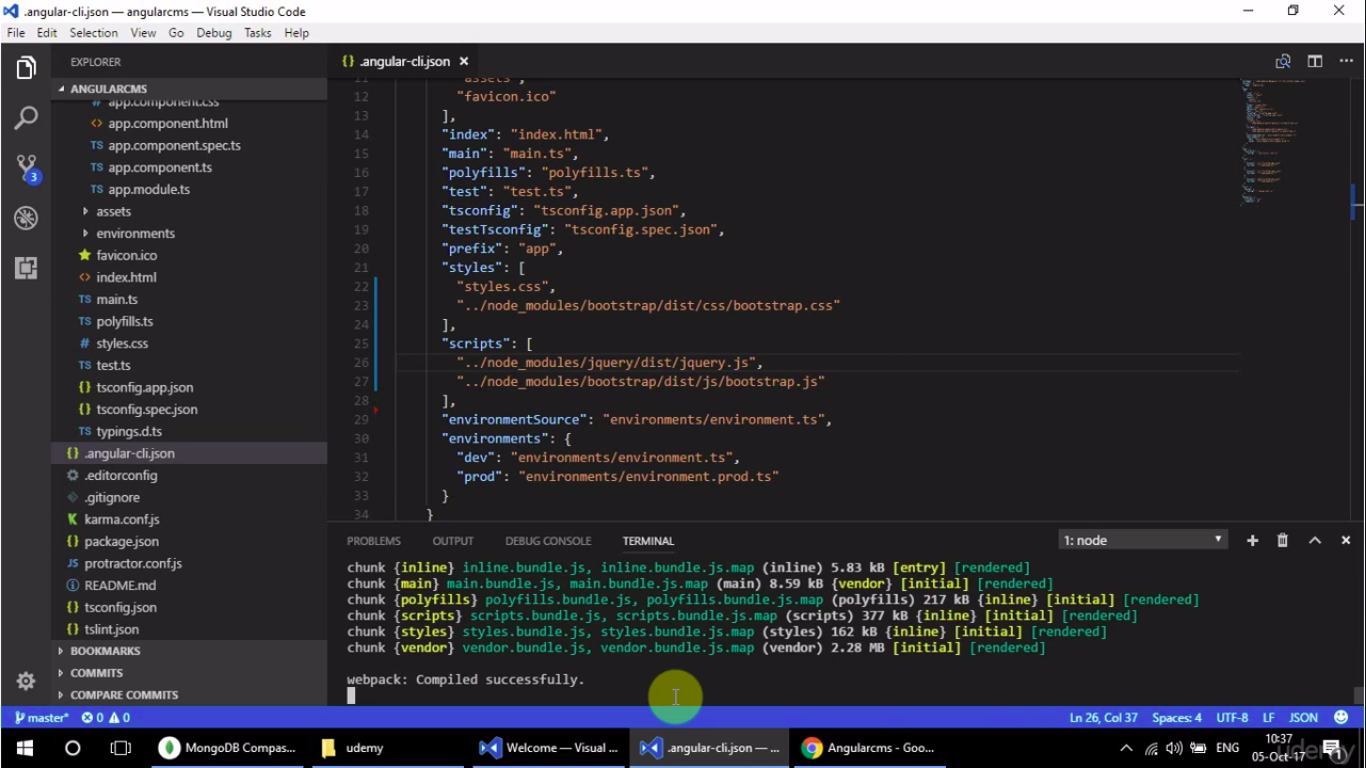 .angular-cli.json — angularcms — Visual Studio Code
File Edit Selection View Go Debug Tasks Help
EXPLORER
ANGULARCMS
app.component.css
app.component.html
TS app.component.spec.ts
TS app.component.ts
TS app.module.ts
assets
environments
favicon.ico
index.html
TS main.ts
TS polyfills.ts
# styles.css
TS test.ts
{} tsconfig.app.json
{} tsconfig.spec.json
TS typings.d.ts
{} .angular-cli.json
.editorconfig
.gitignore
K karma.conf.js
{} package.json
JS protractor.conf.js
README.md
{} tsconfig.json
{} tslint.json
BOOKMARKS
COMMITS
COMPARE COMMITS
3
{} .angular-cli.json ×
11 "assets",
12 "favicon.ico"
13 ],
14 "index": "index.html",
15 "main": "main.ts",
16 "polyfills": "polyfills.ts",
17 "test": "test.ts",
18 "tsconfig": "tsconfig.app.json",
19 "testTsconfig": "tsconfig.spec.json",
20 "prefix": "app",
21 "styles": [
22 "styles.css",
23 "../node_modules/bootstrap/dist/css/bootstrap.css"
24 ],
25 "scripts": [
26 "../node_modules/jquery/dist/jquery.js",
27 "../node_modules/bootstrap/dist/js/bootstrap.js"
28 ],
29 "environmentSource": "environments/environment.ts",
30 "environments": {
31 "dev": "environments/environment.ts",
32 "prod": "environments/environment.prod.ts"
33 }
34 }
PROBLEMS OUTPUT DEBUG CONSOLE TERMINAL 1: node
chunk {inline} inline.bundle.js, inline.bundle.js.map (inline) 5.83 kB [entry] [rendered]
chunk {main} main.bundle.js, main.bundle.js.map (main) 8.59 kB {vendor} [initial] [rendered]
chunk {polyfills} polyfills.bundle.js, polyfills.bundle.js.map (polyfills) 217 kB {inline} [initial] [rendered]
chunk {scripts} scripts.bundle.js, scripts.bundle.js.map (scripts) 377 kB {inline} [initial] [rendered]
chunk {styles} styles.bundle.js, styles.bundle.js.map (styles) 162 kB {inline} [initial] [rendered]
chunk {vendor} vendor.bundle.js, vendor.bundle.js.map (vendor) 2.28 MB [initial] [rendered]
webpack: Compiled successfully.
master* 0 0 Ln 26, Col 37 Spaces: 4 UTF-8 LF JSON
MongoDB Compas... udemy Welcome — Visual ... .angular-cli.json — ... Angularcms - Goo... ENG
10:37
05-Oct-17
udemy
1